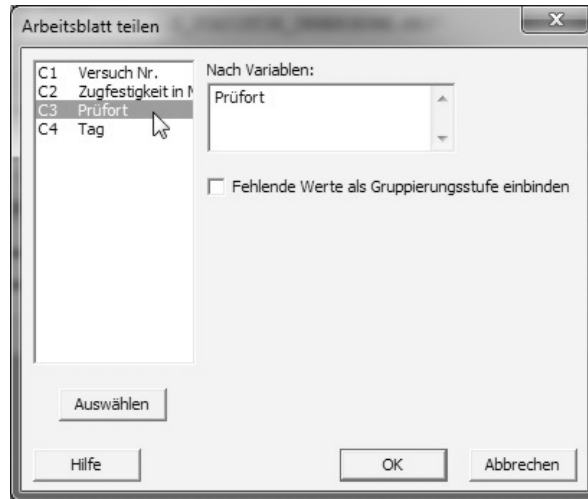 Arbeitsblatt teilen
C1 Versuch Nr.
C2 Zugfestigkeit in N
C3 Prüfort
C4 Tag
Nach Variablen:
Prüfort
Fehlende Werte als Gruppierungsstufe einbinden
Auswählen
Hilfe
OK
Abbrechen